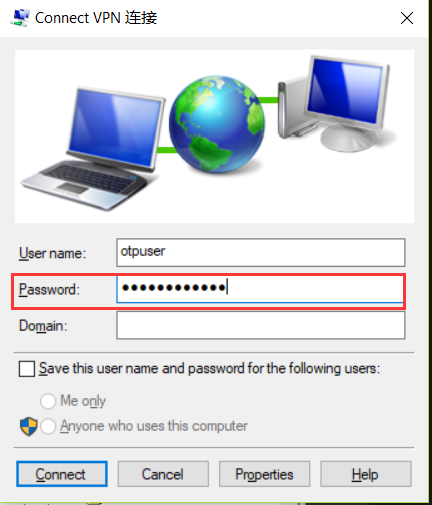 Connect VPN 连接
User name: otpuser
Password: ●●●●●●●●●●●●
Domain:
Save this user name and password for the following users:
Me only
Anyone who uses this computer
Connect Cancel Properties Help